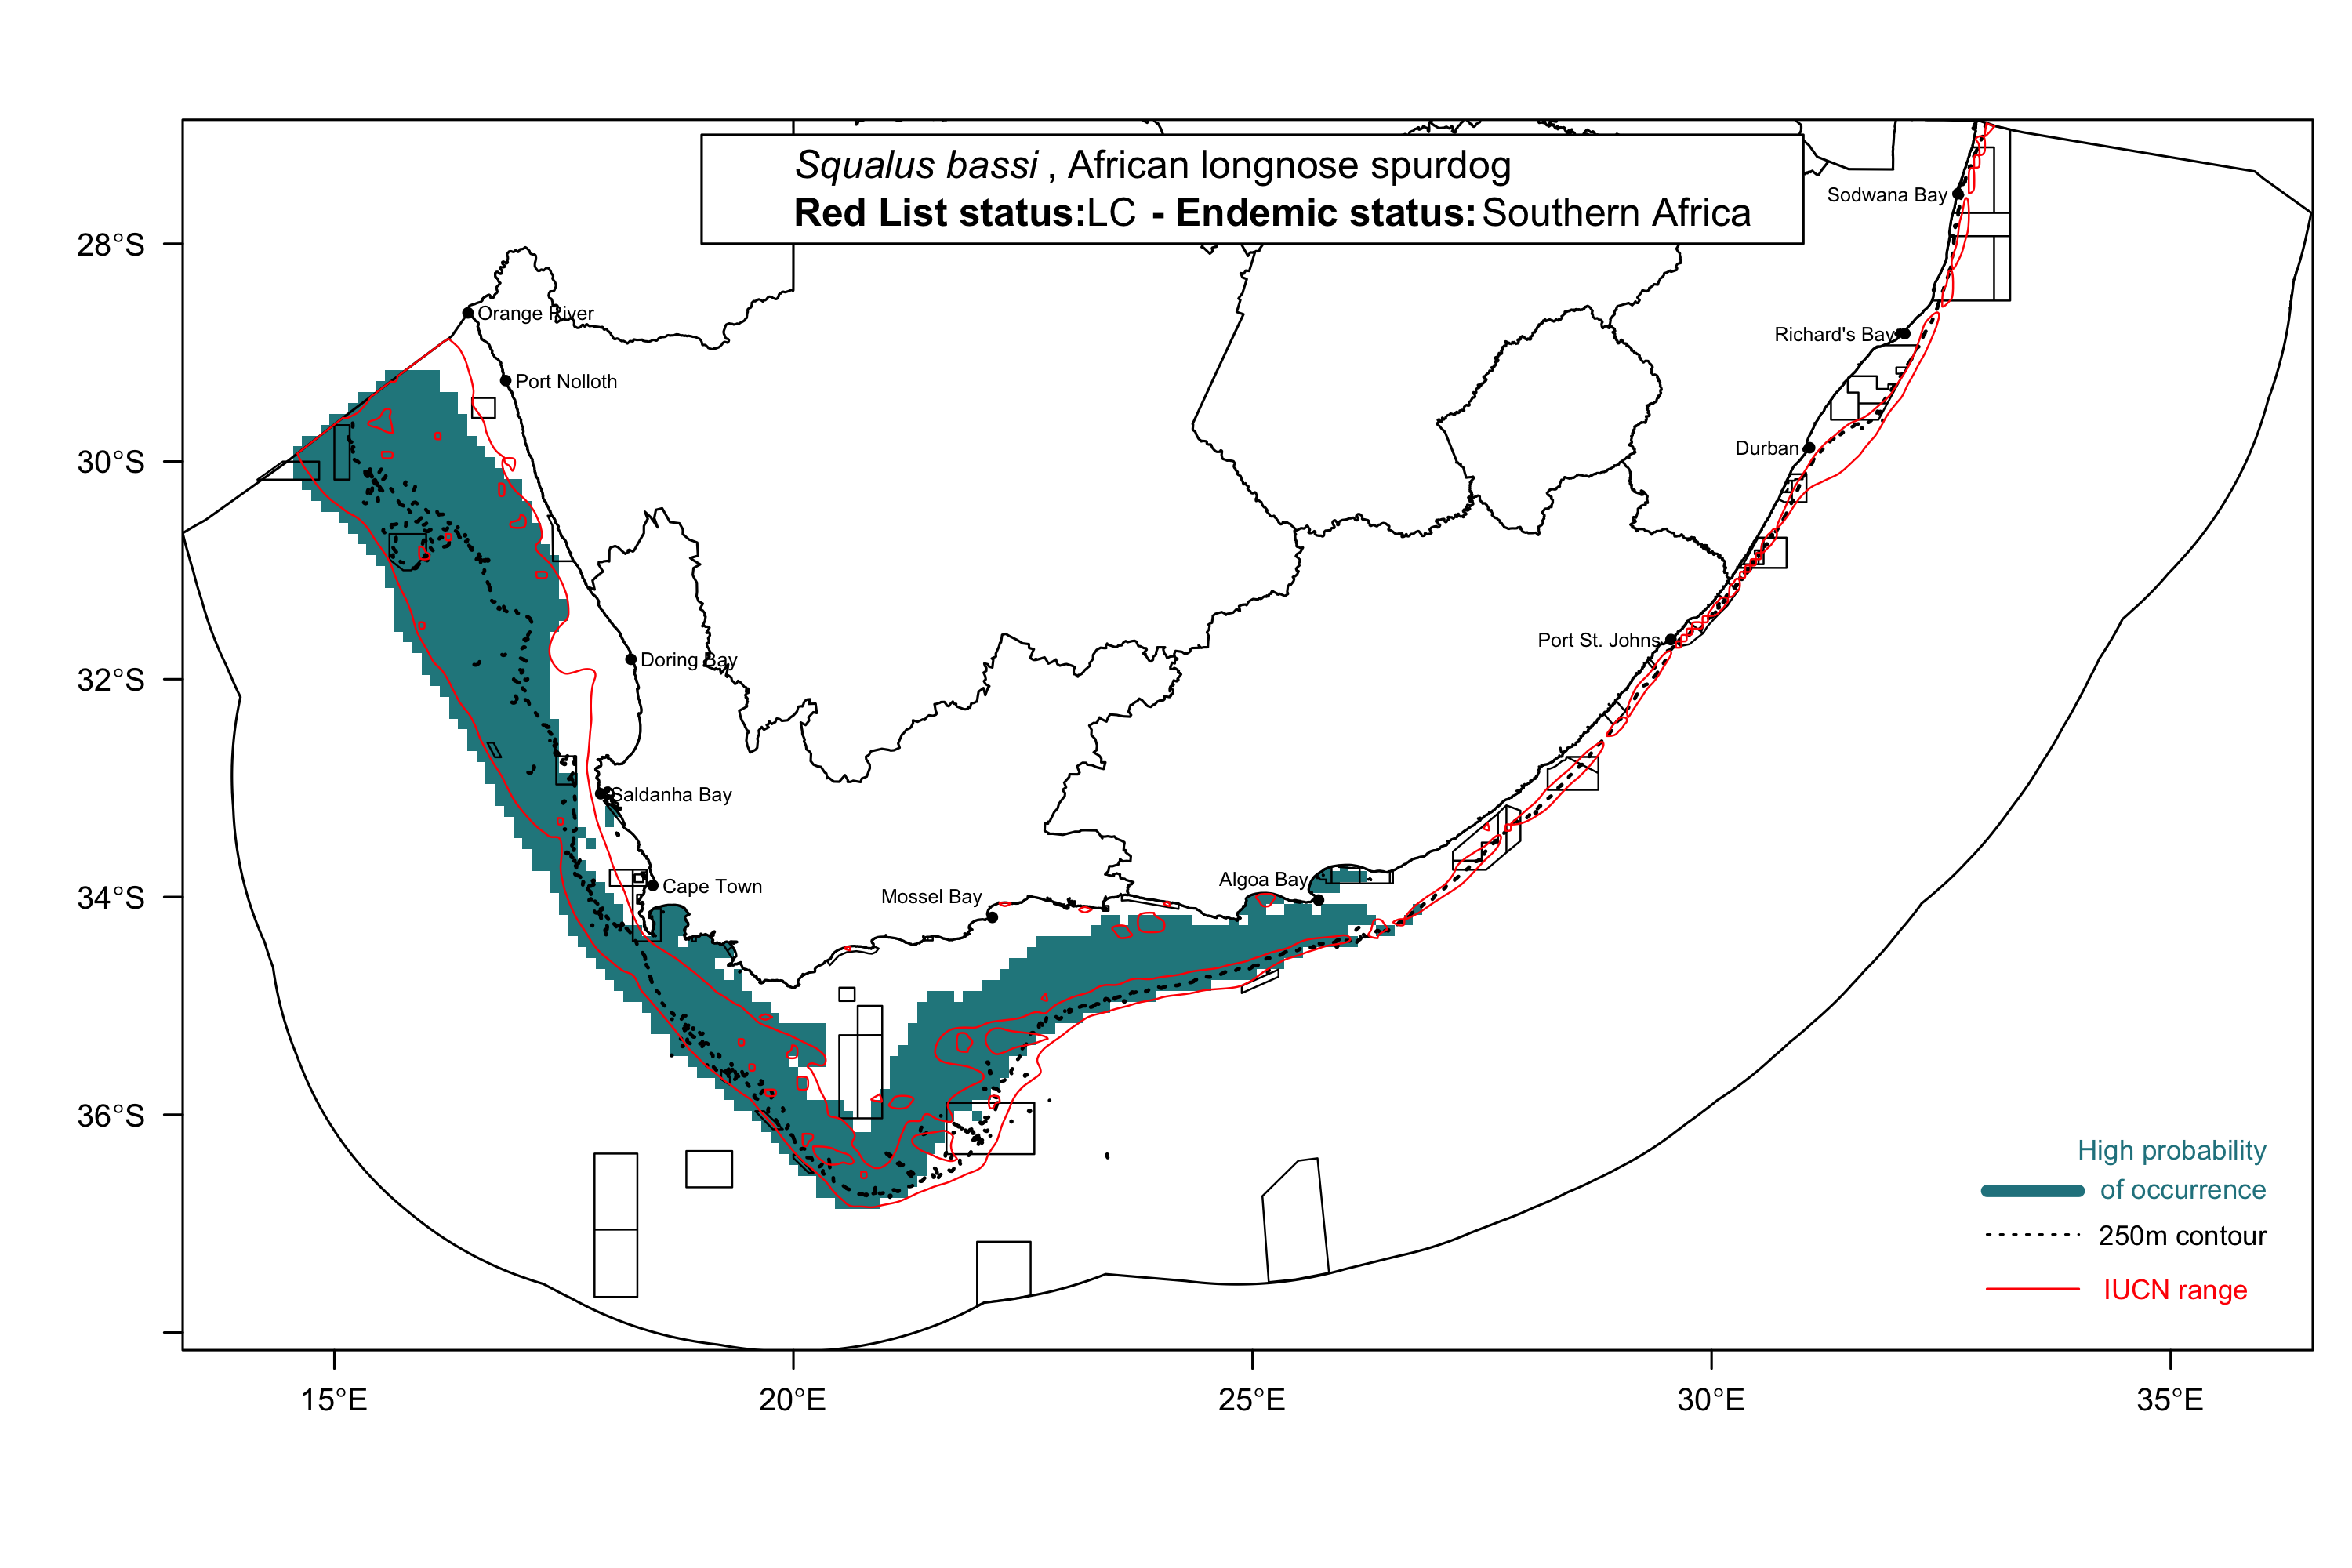 Squalus bassi , African longnose spurdog
Red List status:LC - Endemic status:Southern Africa
Sodwana Bay
28°S
Orange River
Richard's Bay
Port Nolloth
Durban
30°S
Port St. Johns
Doring Bay
32°S
Saldanha Bay
Algoa Bay
Cape Town
Mossel Bay
34°S
36°S
High probability
of occurrence
250m contour
IUCN range
15°E
20°E
25°E
30°E
35°E